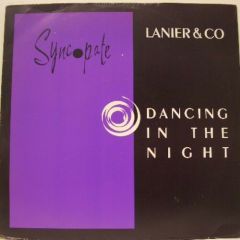 Syncopate
LANIER & CO
DANCING
IN THE
NIGHT